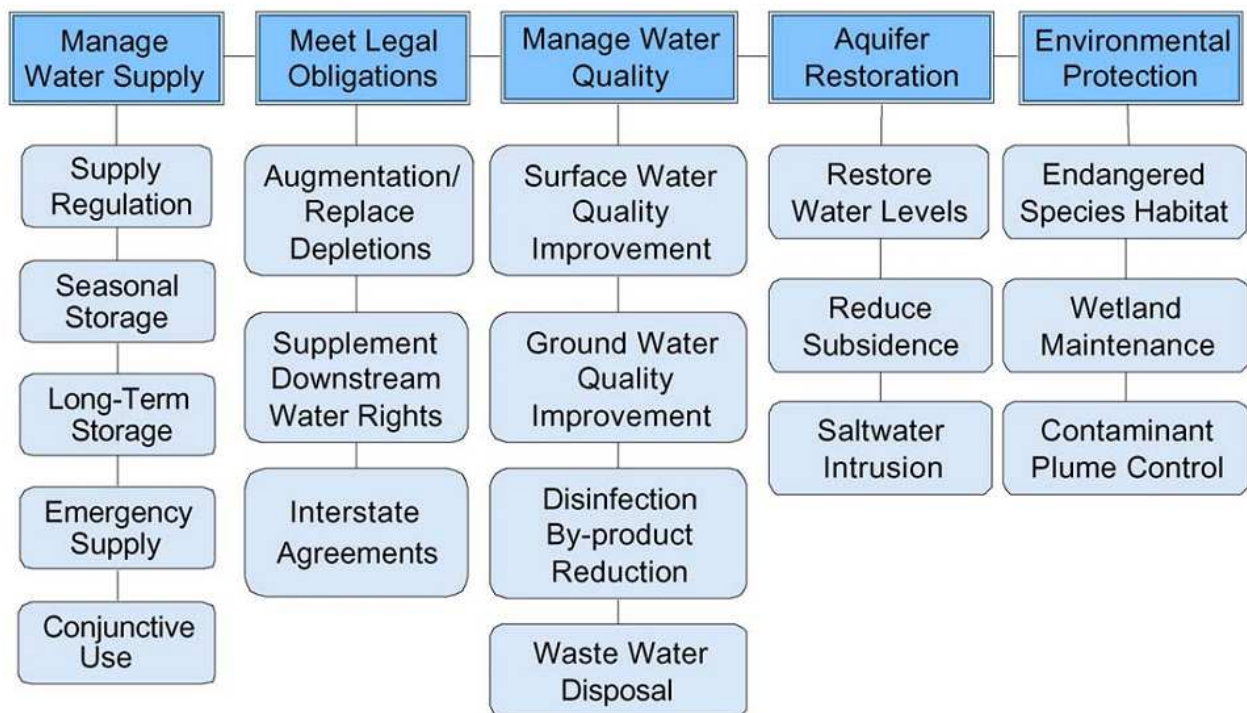 Manage
Water Supply
Meet Legal
Obligations
Manage Water
Quality
Aquifer
Restoration
Environmental
Protection
Supply
Regulation
Seasonal
Storage
Long-Term
Storage
Emergency
Supply
Conjunctive
Use
Augmentation/
Replace
Depletions
Supplement
Downstream
Water Rights
Interstate
Agreements
Surface Water
Quality
Improvement
Ground Water
Quality
Improvement
Disinfection
By-product
Reduction
Waste Water
Disposal
Restore
Water Levels
Reduce
Subsidence
Saltwater
Intrusion
Endangered
Species Habitat
Wetland
Maintenance
Contaminant
Plume Control